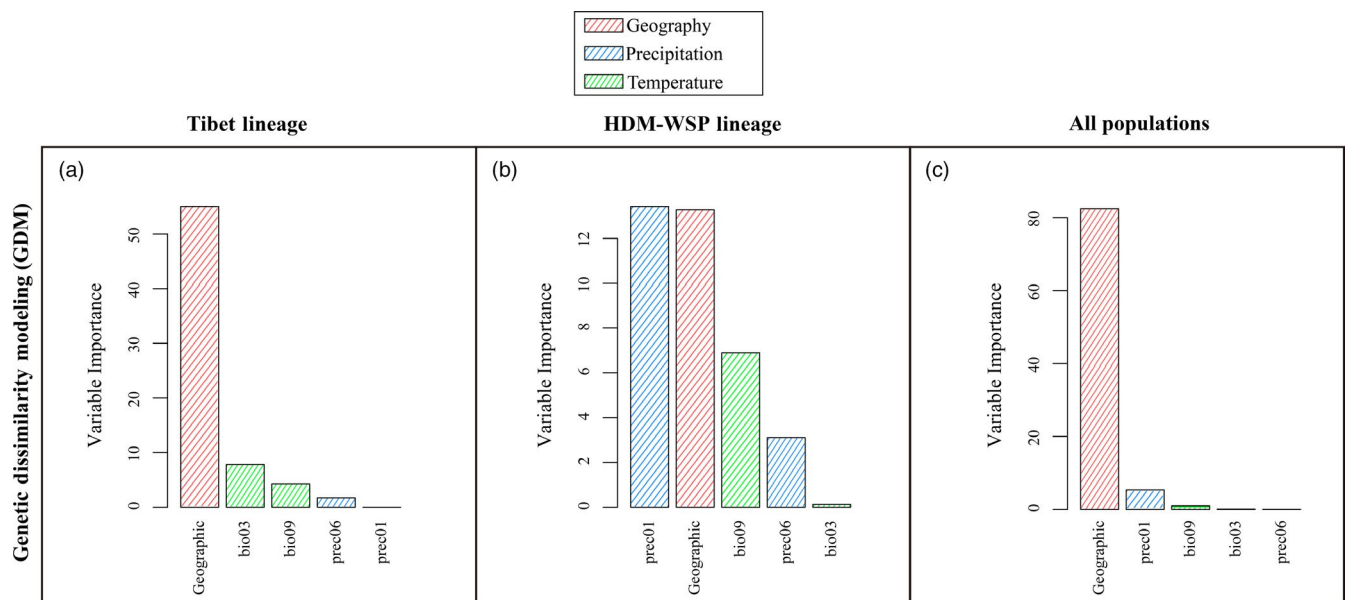 Geography
Precipitation
Temperature
Tibet lineage
HDM-WSP lineage
All populations
Genetic dissimilarity modeling (GDM)
(a)
Variable Importance
50
40
30
20
10
0
Geographic
bio03
bio09
prec06
prec01
(b)
Variable Importance
12
10
8
6
4
2
0
prec01
Geographic
bio09
prec06
bio03
(c)
Variable Importance
80
60
40
20
0
Geographic
prec01
bio09
bio03
prec06